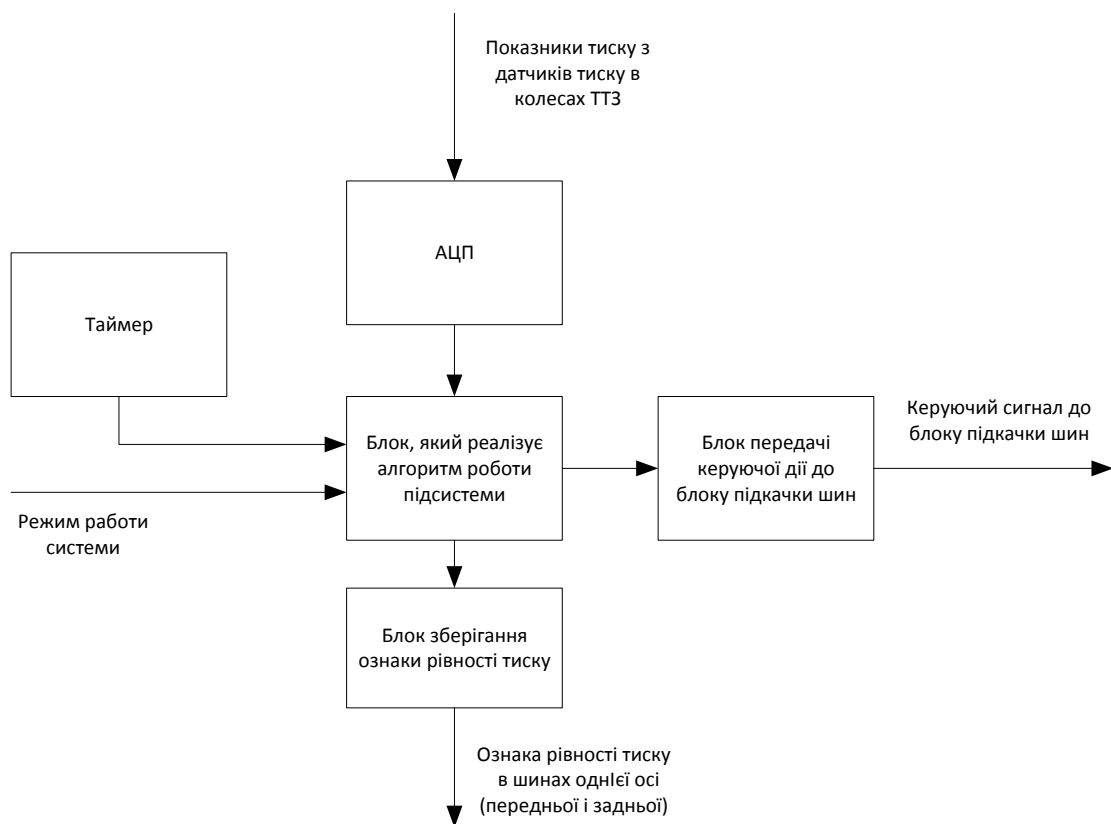 Показники тиску з
датчиків тиску в
колесах ТТЗ
АЦП
Таймер
Блок, який реалізує
алгоритм роботи
підсистеми
Блок передачі
керуючої дії до
блоку підкачки шин
Керуючий сигнал до
блоку підкачки шин
Режим работи
системи
Блок зберігання
ознаки рівності тиску
Ознака рівності тиску
в шинах однІєї осі
(передньої і задньої)